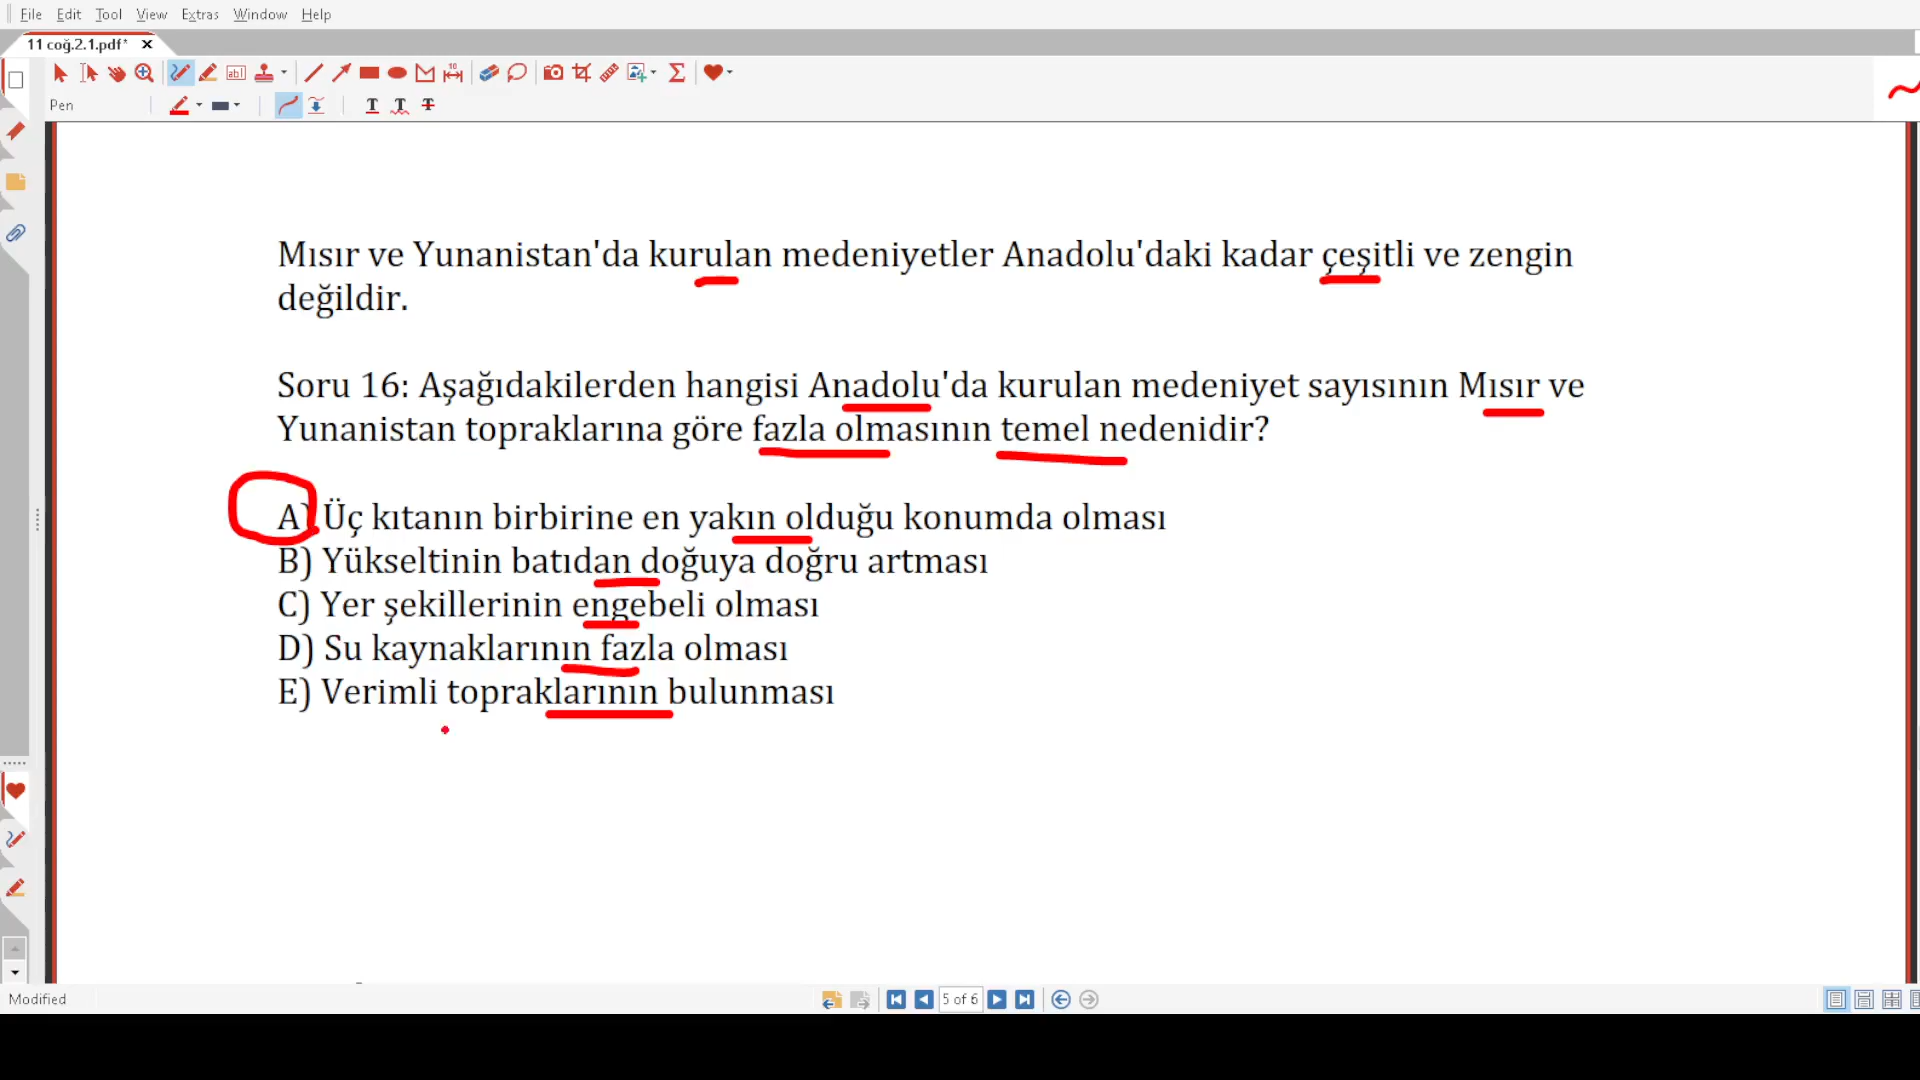 File Edit Tool View Extras Window Help
11 coğ.2.1.pdf*
Pen
Mısır ve Yunanistan'da kurulan medeniyetler Anadolu'daki kadar çeşitli ve zengin
değildir.
Soru 16: Aşağıdakilerden hangisi Anadolu'da kurulan medeniyet sayısının Mısır ve
Yunanistan topraklarına göre fazla olmasının temel nedenidir?
A) Üç kıtanın birbirine en yakın olduğu konumda olması
B) Yükseltinin batıdan doğuya doğru artması
C) Yer şekillerinin engebeli olması
D) Su kaynaklarının fazla olması
E) Verimli topraklarının bulunması
Modified
5 of 6